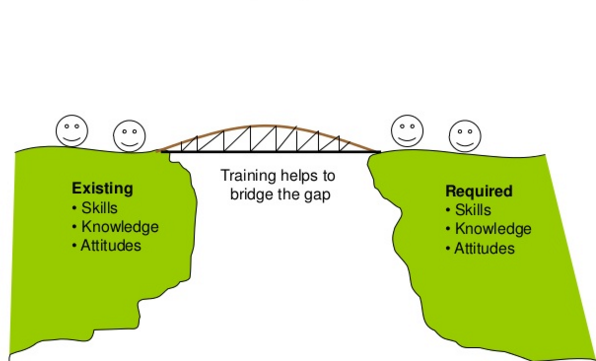 Training helps to
bridge the gap
Existing
• Skills
• Knowledge
• Attitudes
Required
• Skills
• Knowledge
• Attitudes